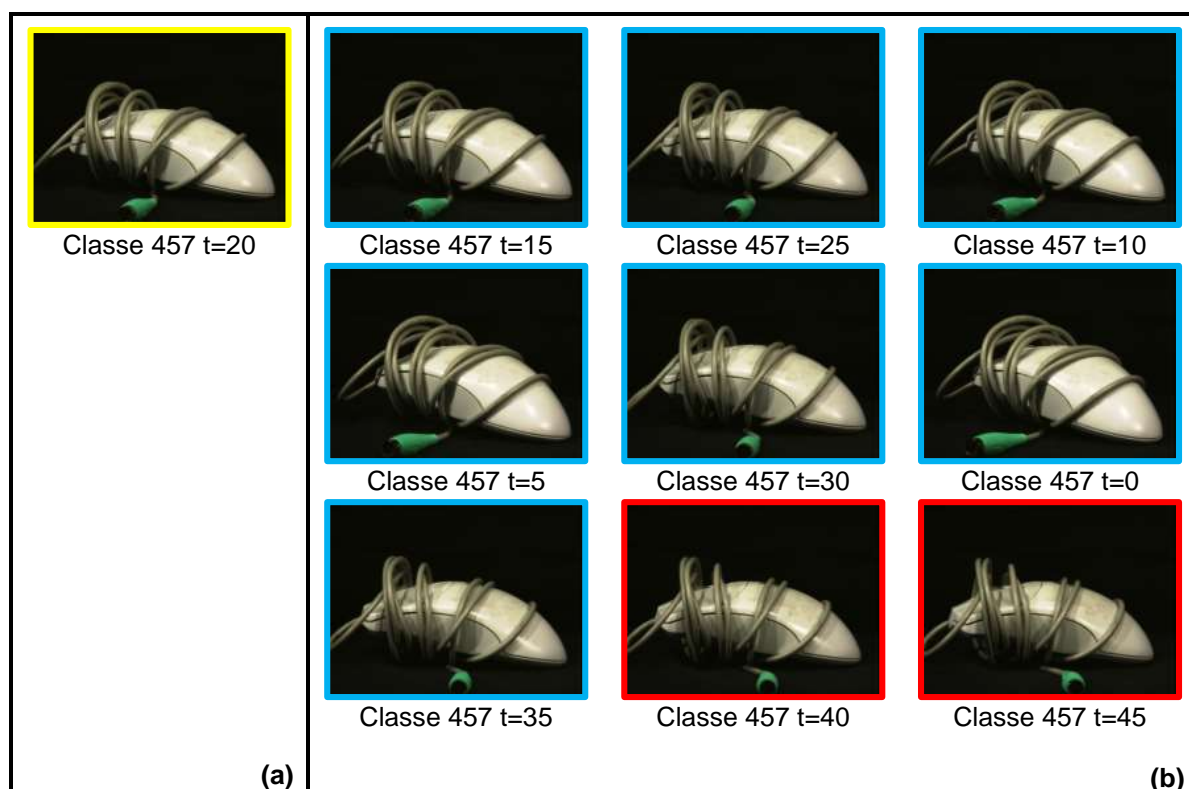 Classe 457 t=20
Classe 457 t=15
Classe 457 t=25
Classe 457 t=10
Classe 457 t=5
Classe 457 t=30
Classe 457 t=0
Classe 457 t=35
Classe 457 t=40
Classe 457 t=45
(a)
(b)